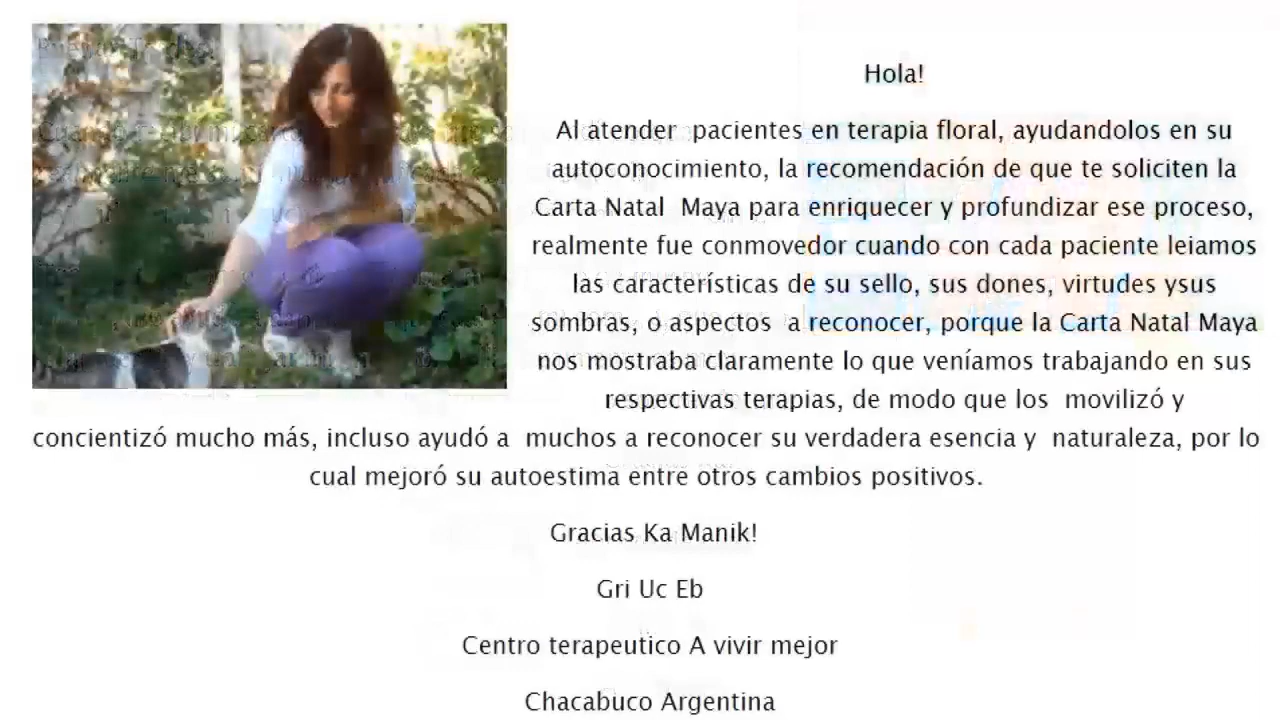 Hola!
Al atender pacientes en terapia floral, ayudandolos en su
autoconocimiento, la recomendación de que te soliciten la
Carta Natal Maya para enriquecer y profundizar ese proceso,
realmente fue conmovedor cuando con cada paciente leiamos
las características de su sello, sus dones, virtudes ysus
sombras, o aspectos a reconocer, porque la Carta Natal Maya
nos mostraba claramente lo que veníamos trabajando en sus
respectivas terapias, de modo que los movilizó y
concientizó mucho más, incluso ayudó a muchos a reconocer su verdadera esencia y naturaleza, por lo
cual mejoró su autoestima entre otros cambios positivos.
Gracias Ka Manik!
Gri Uc Eb
Centro terapeutico A vivir mejor
Chacabuco Argentina